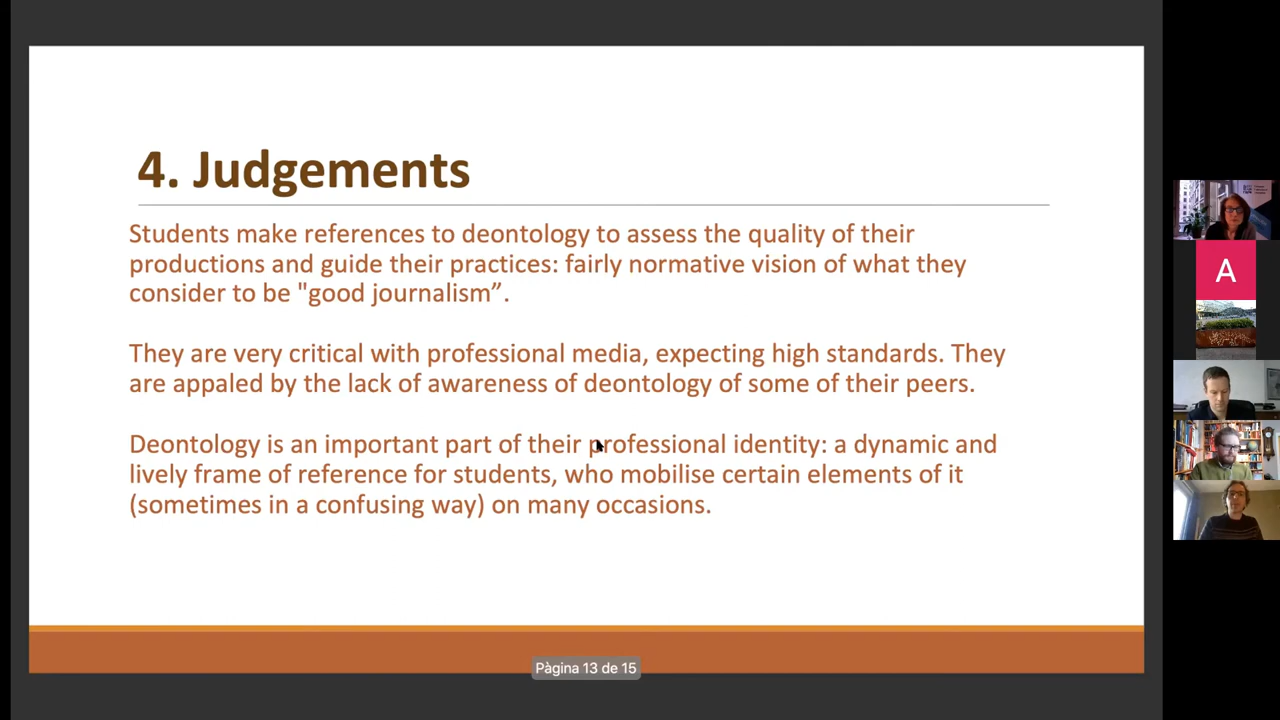 4. Judgements
Students make references to deontology to assess the quality of their
productions and guide their practices: fairly normative vision of what they
consider to be "good journalism”.
They are very critical with professional media, expecting high standards. They
are appaled by the lack of awareness of deontology of some of their peers.
Deontology is an important part of their professional identity: a dynamic and
lively frame of reference for students, who mobilise certain elements of it
(sometimes in a confusing way) on many occasions.
Pàgina 13 de 15
A